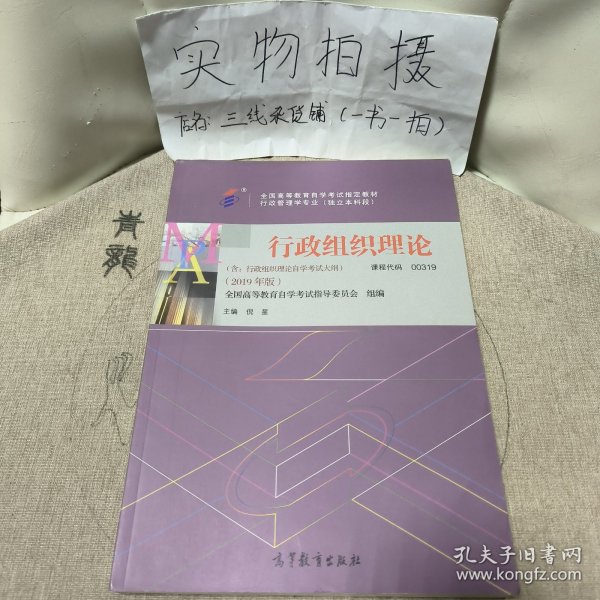 实物拍摄
店名: 三线杂货铺(一书一拍)
全国高等教育自学考试指定教材
行政管理学专业(独立本科段)
MPA
行政组织理论
(含:行政组织理论自学考试大纲)
课程代码 00319
(2019年版)
全国高等教育自学考试指导委员会 组编
主编 倪星
高等教育出版社
青龍
孔夫子旧书网
www.kongfz.com